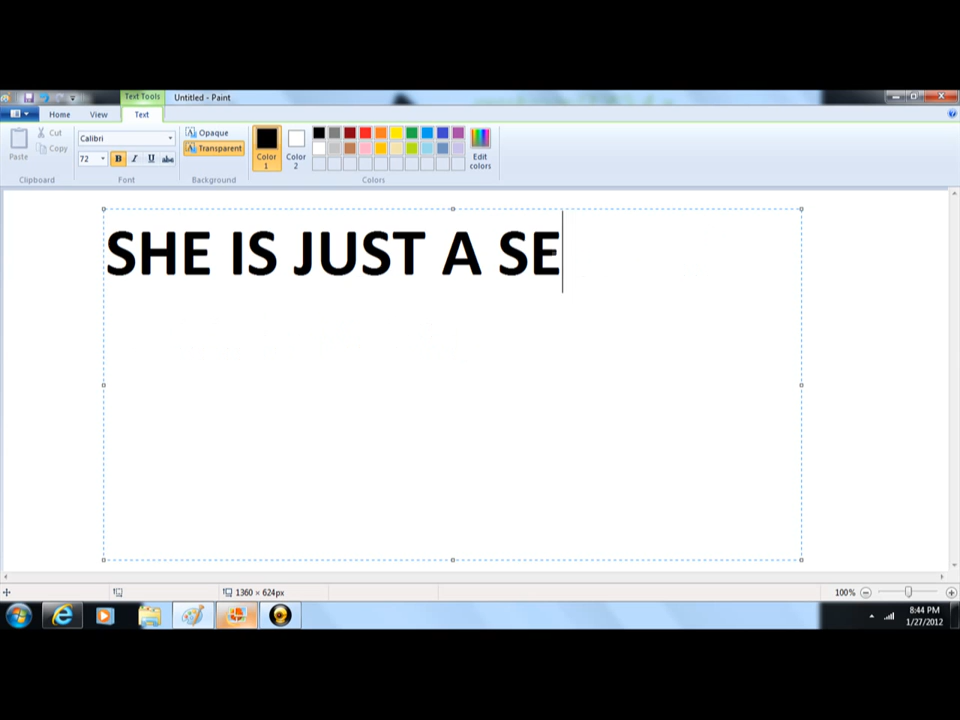 Text Tools
Untitled - Paint
Home
View
Text
Paste
Cut
Copy
Clipboard
Calibri
72
B
I
U
abc
Font
A Opaque
A Transparent
Background
Color
1
Color
2
Edit
colors
Colors
SHE IS JUST A SE
1360 × 624px
100%
8:44 PM
1/27/2012